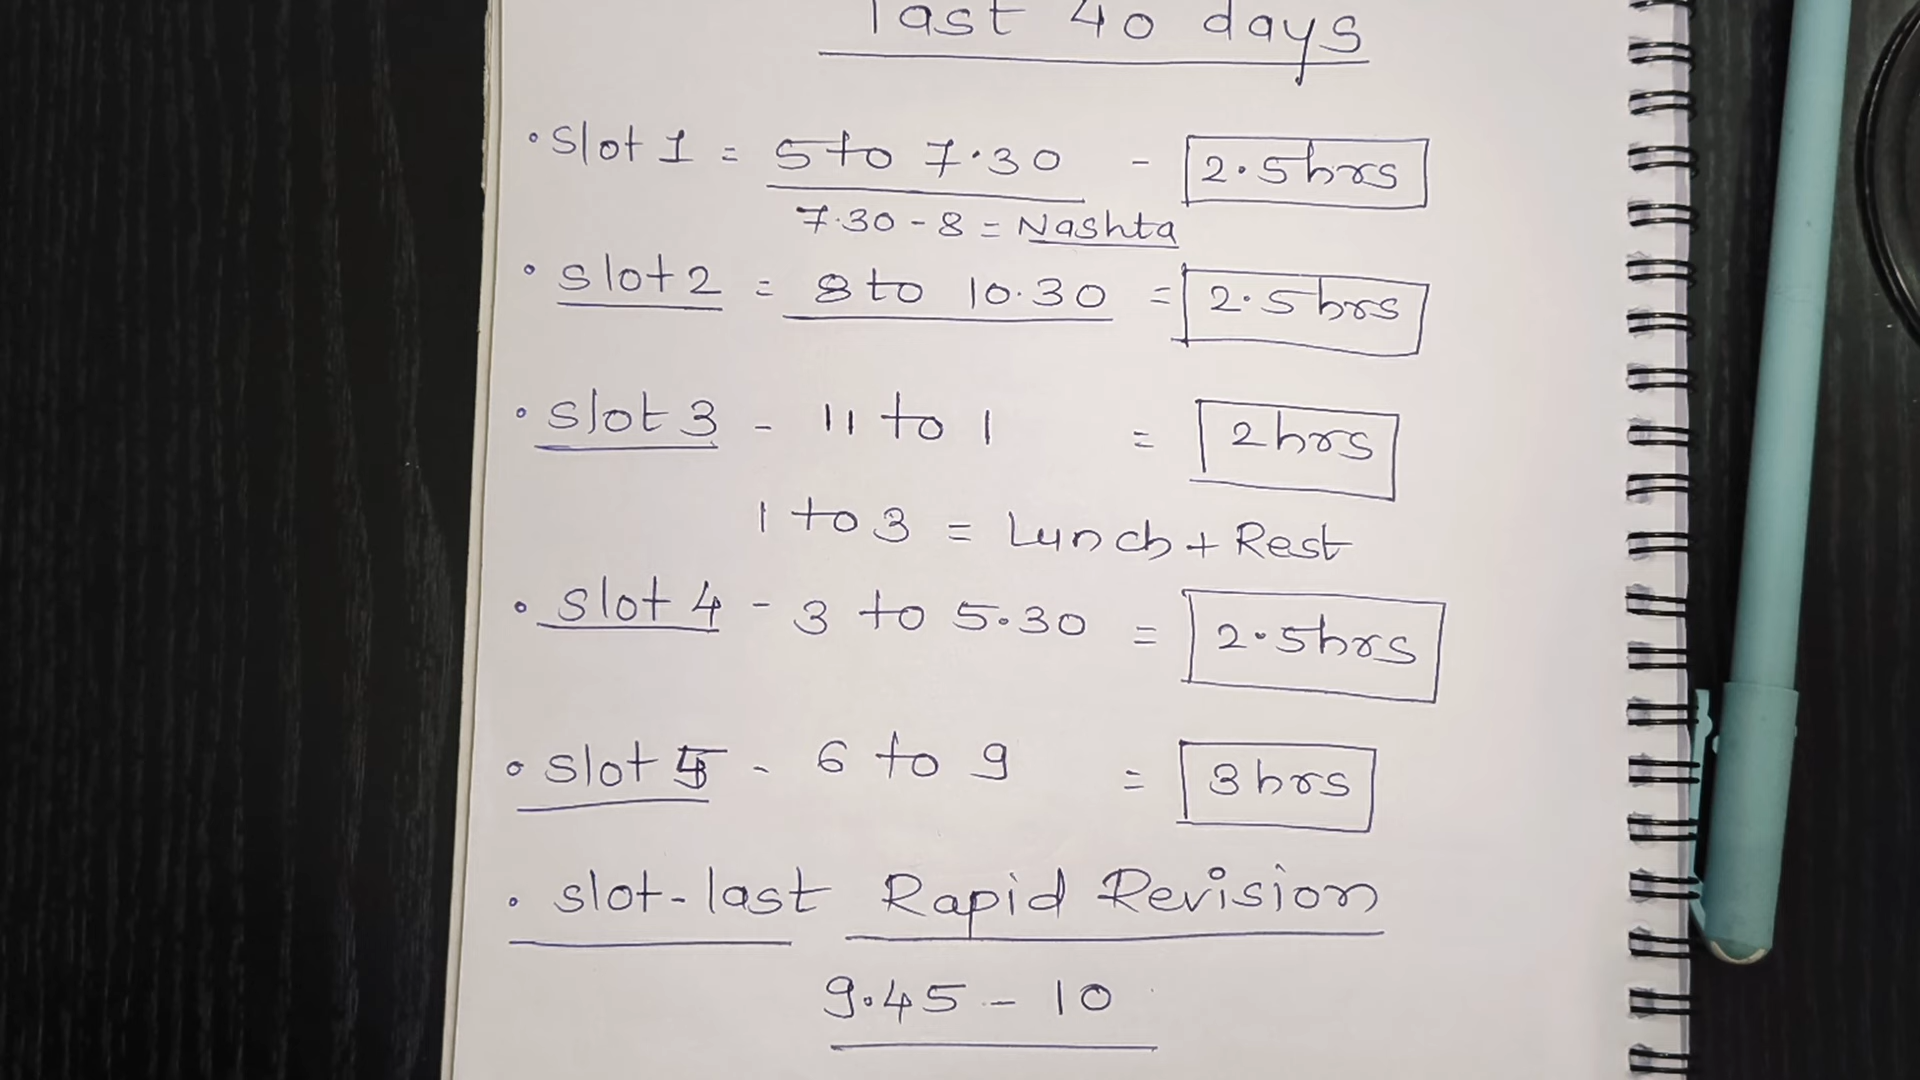 last 40 days
• Slot 1 = 5 to 7.30 - 2.5hrs
7.30 - 8 = Nashta
• slot 2 = 8 to 10.30 = 2.5hrs
• slot 3 - 11 to 1 = 2hrs
1 to 3 = Lunch + Rest
• slot 4 - 3 to 5.30 = 2.5hrs
• slot 5 - 6 to 9 = 3hrs
• slot-last Rapid Revision
9.45 - 10